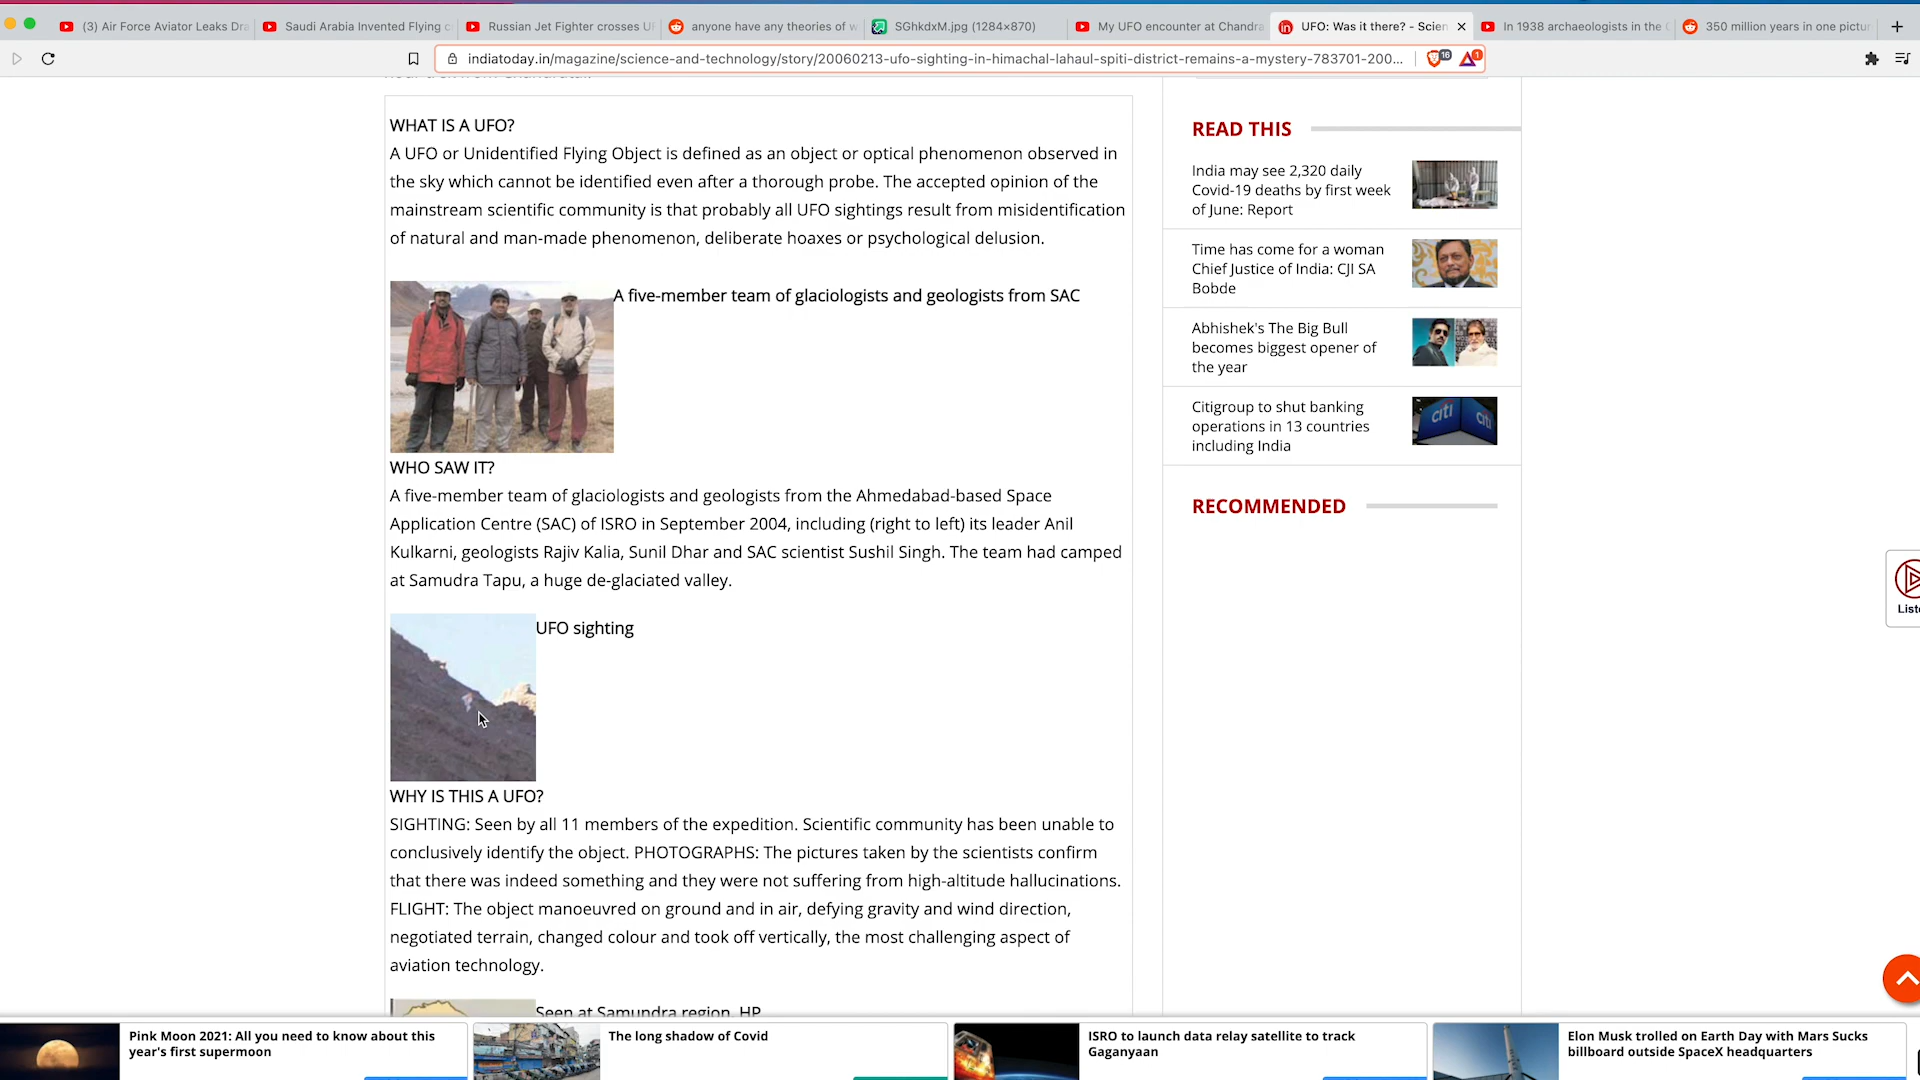 (3) Air Force Aviator Leaks Dra
Saudi Arabia Invented Flying c
Russian Jet Fighter crosses U
anyone have any theories of w
SGhkdxM.jpg (1284×870)
My UFO encounter at Chandra
UFO: Was it there? - Scien
In 1938 archaeologists in the
350 million years in one pictur
indiatoday.in/magazine/science-and-technology/story/20060213-ufo-sighting-in-himachal-lahaul-spiti-district-remains-a-mystery-783701-200...
16
1
WHAT IS A UFO?
A UFO or Unidentified Flying Object is defined as an object or optical phenomenon observed in
the sky which cannot be identified even after a thorough probe. The accepted opinion of the
mainstream scientific community is that probably all UFO sightings result from misidentification
of natural and man-made phenomenon, deliberate hoaxes or psychological delusion.
A five-member team of glaciologists and geologists from SAC
WHO SAW IT?
A five-member team of glaciologists and geologists from the Ahmedabad-based Space
Application Centre (SAC) of ISRO in September 2004, including (right to left) its leader Anil
Kulkarni, geologists Rajiv Kalia, Sunil Dhar and SAC scientist Sushil Singh. The team had camped
at Samudra Tapu, a huge de-glaciated valley.
UFO sighting
WHY IS THIS A UFO?
SIGHTING: Seen by all 11 members of the expedition. Scientific community has been unable to
conclusively identify the object. PHOTOGRAPHS: The pictures taken by the scientists confirm
that there was indeed something and they were not suffering from high-altitude hallucinations.
FLIGHT: The object manoeuvred on ground and in air, defying gravity and wind direction,
negotiated terrain, changed colour and took off vertically, the most challenging aspect of
aviation technology.
Seen at Samundra region, HP
READ THIS
India may see 2,320 daily
Covid-19 deaths by first week
of June: Report
Time has come for a woman
Chief Justice of India: CJI SA
Bobde
Abhishek's The Big Bull
becomes biggest opener of
the year
Citigroup to shut banking
operations in 13 countries
including India
citi
citi
RECOMMENDED
Liste
Pink Moon 2021: All you need to know about this
year's first supermoon
The long shadow of Covid
ISRO to launch data relay satellite to track
Gaganyaan
Elon Musk trolled on Earth Day with Mars Sucks
billboard outside SpaceX headquarters